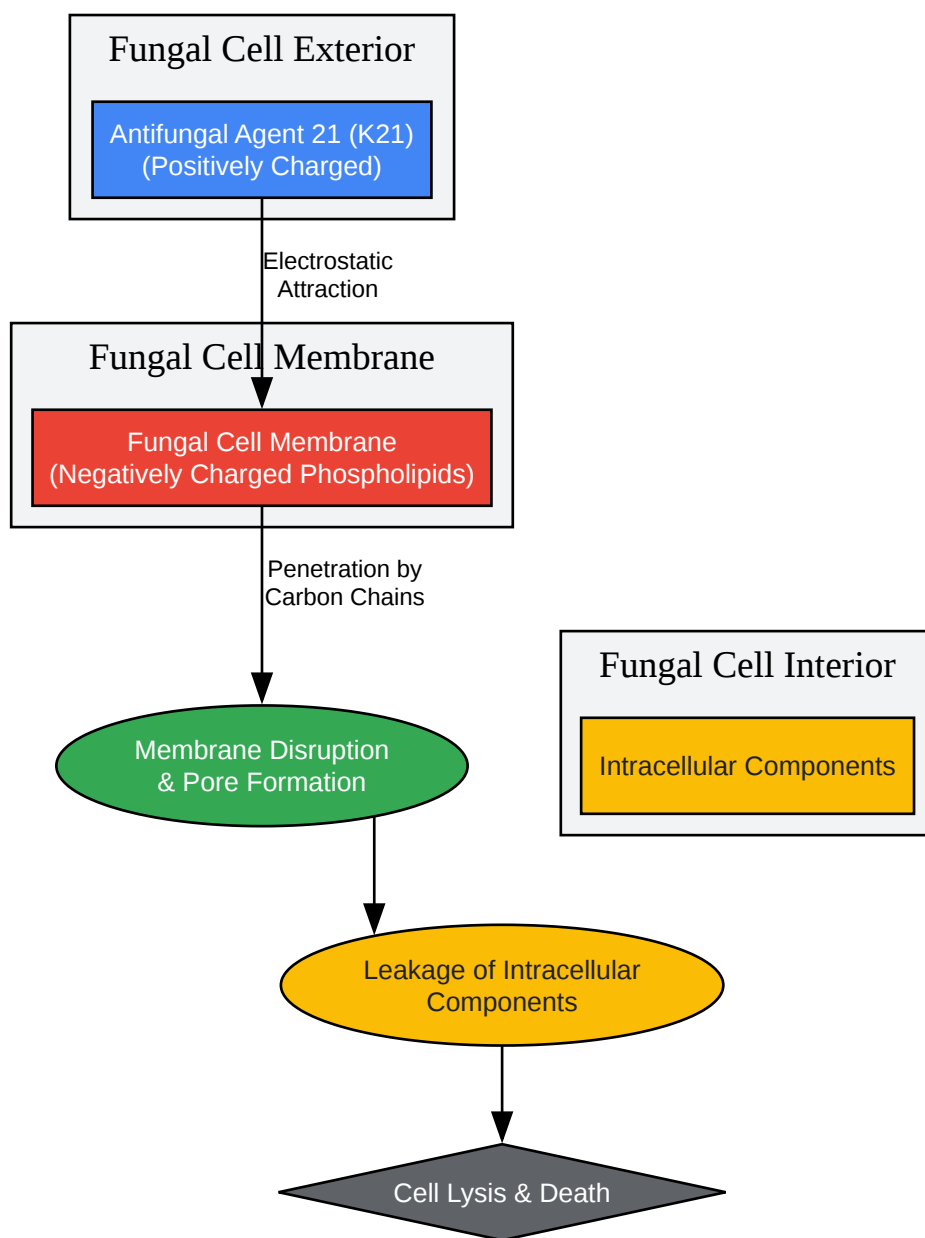 Fungal Cell Exterior
Antifungal Agent 21 (K21)
(Positively Charged)
Electrostatic
Attraction
Fungal Cell Membrane
Fungal Cell Membrane
(Negatively Charged Phospholipids)
Penetration by
Carbon Chains
Fungal Cell Interior
Intracellular Components
Membrane Disruption
& Pore Formation
Leakage of Intracellular
Components
Cell Lysis & Death